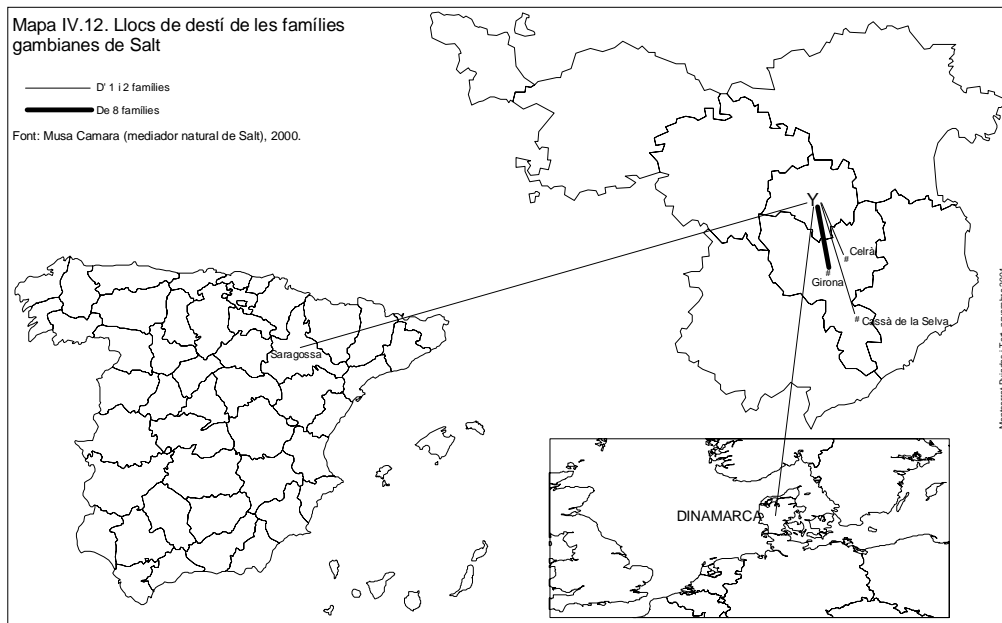 Mapa IV.12. Llocs de destí de les famílies
gambianes de Salt
D' 1 i 2 famílies
De 8 famílies
Font: Musa Camara (mediador natural de Salt), 2000.
Y
# Celrà
#
Girona
# Cassà de la Selva
Saragossa
DINAMARCA